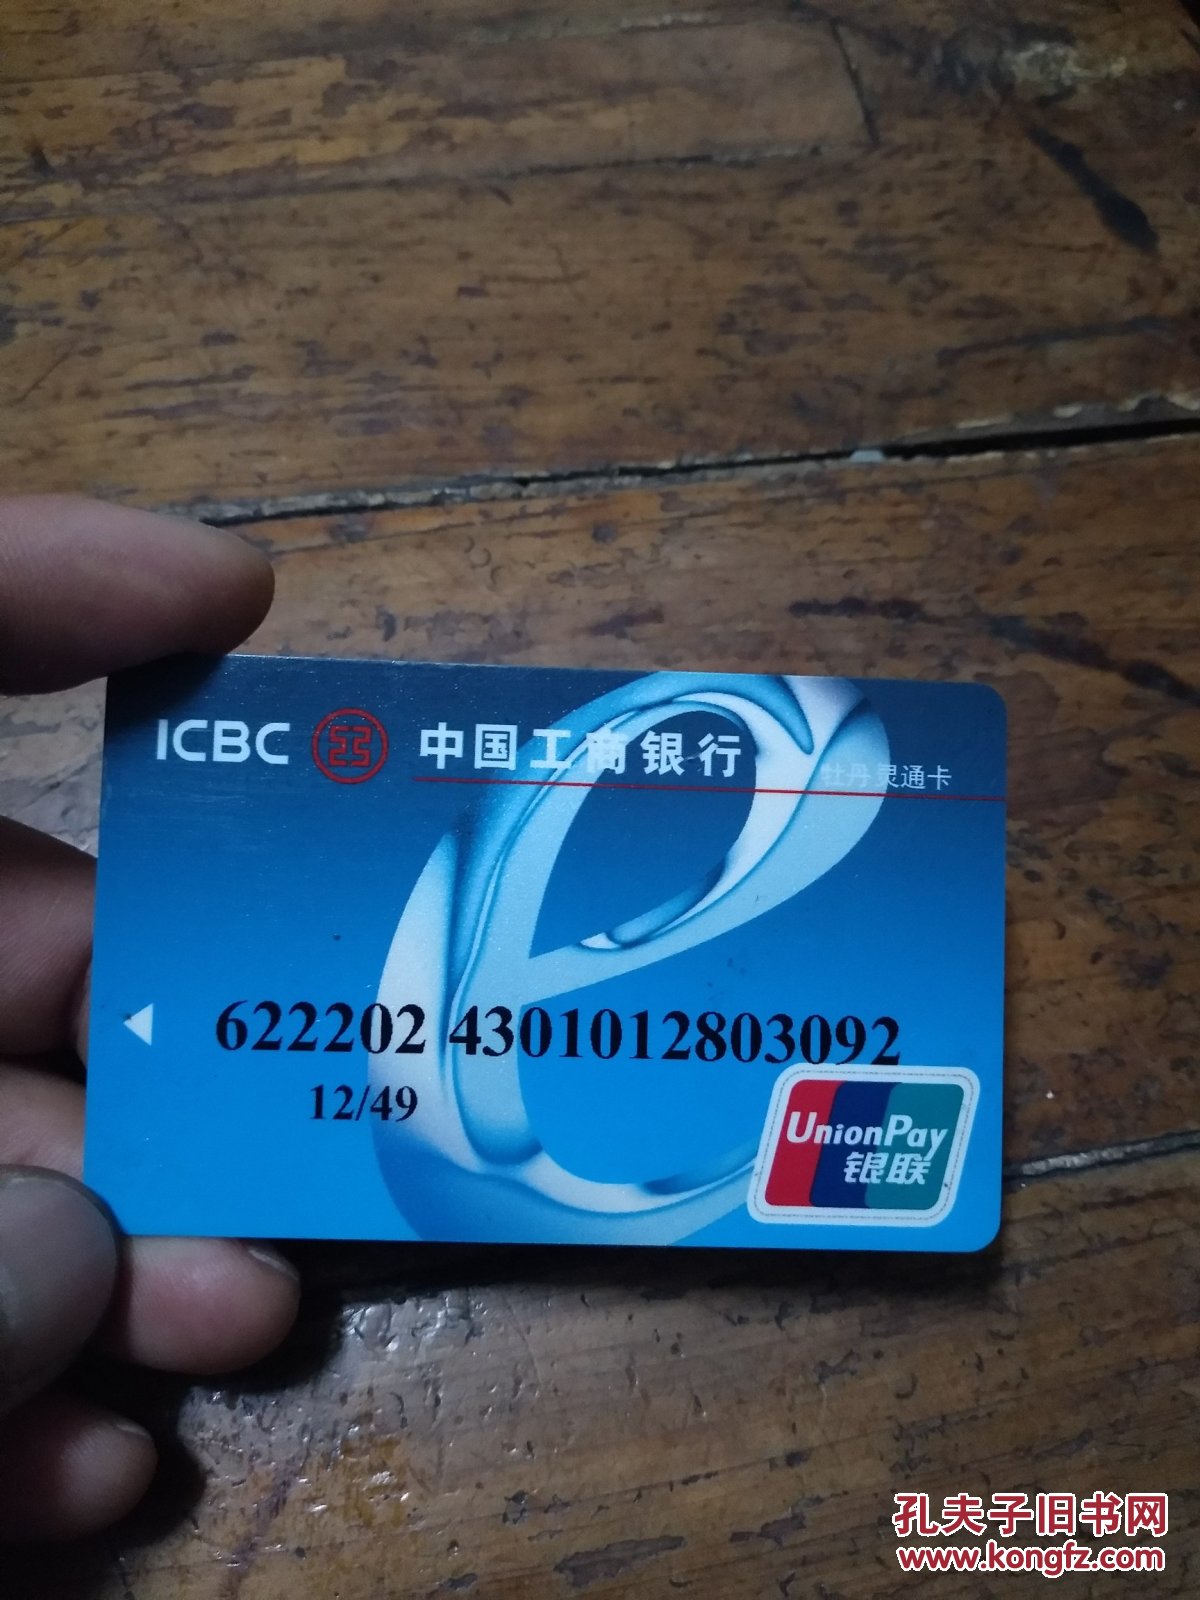 ICBC 中国工商银行
牡丹灵通卡
622202 4301012803092
12/49
UnionPay
银联
孔夫子旧书网
www.kongfz.com